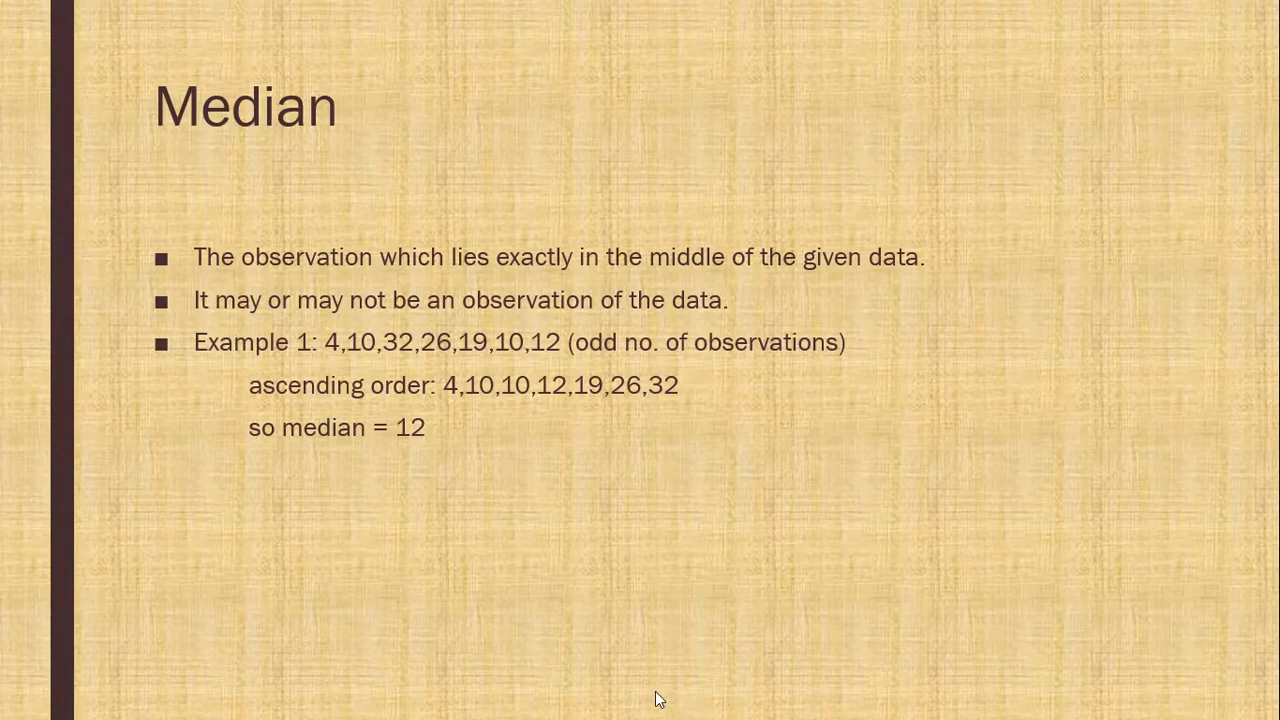 Median
■ The observation which lies exactly in the middle of the given data.
■ It may or may not be an observation of the data.
■ Example 1: 4,10,32,26,19,10,12 (odd no. of observations)
ascending order: 4,10,10,12,19,26,32
so median = 12